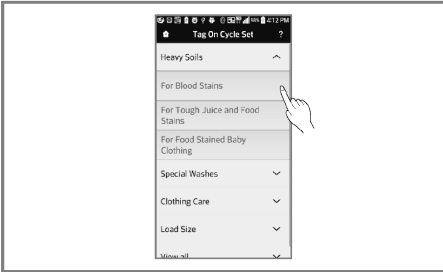 4:12 PM
Tag On Cycle Set
?
Heavy Soils
For Blood Stains
For Tough Juice and Food
Stains
For Food Stained Baby
Clothing
Special Washes
Clothing Care
Load Size
View all